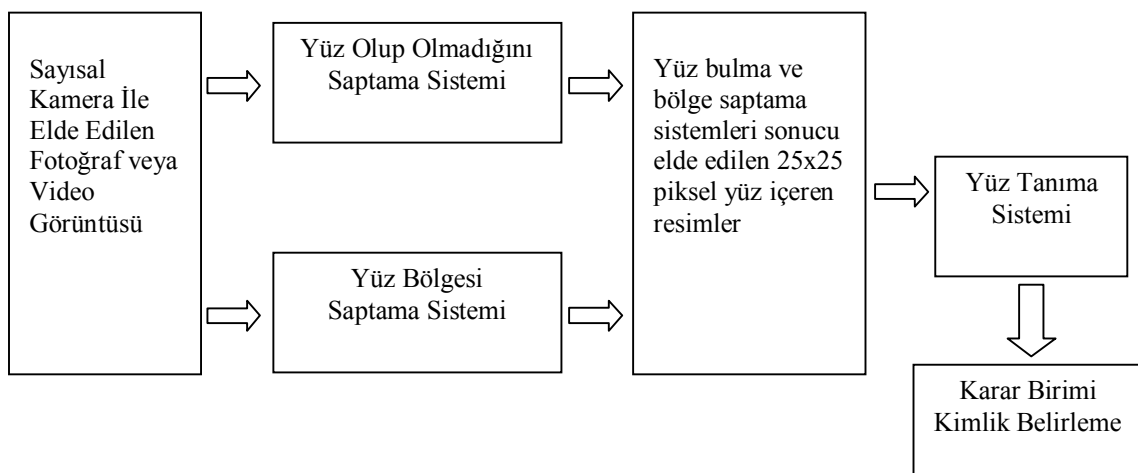 Sayısal
Kamera İle
Elde Edilen
Fotoğraf veya
Video
Görüntüsü
Yüz Olup Olmadığını
Saptama Sistemi
Yüz Bölgesi
Saptama Sistemi
Yüz bulma ve
bölge saptama
sistemleri sonucu
elde edilen 25x25
piksel yüz içeren
resimler
Yüz Tanıma
Sistemi
Karar Birimi
Kimlik Belirleme